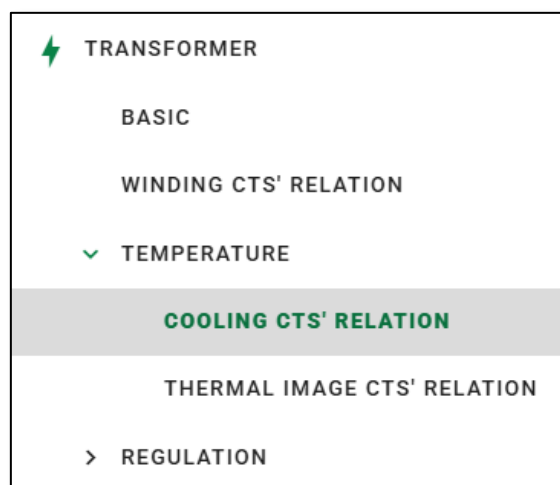 TRANSFORMER
BASIC
WINDING CTS' RELATION
TEMPERATURE
COOLING CTS' RELATION
THERMAL IMAGE CTS' RELATION
REGULATION